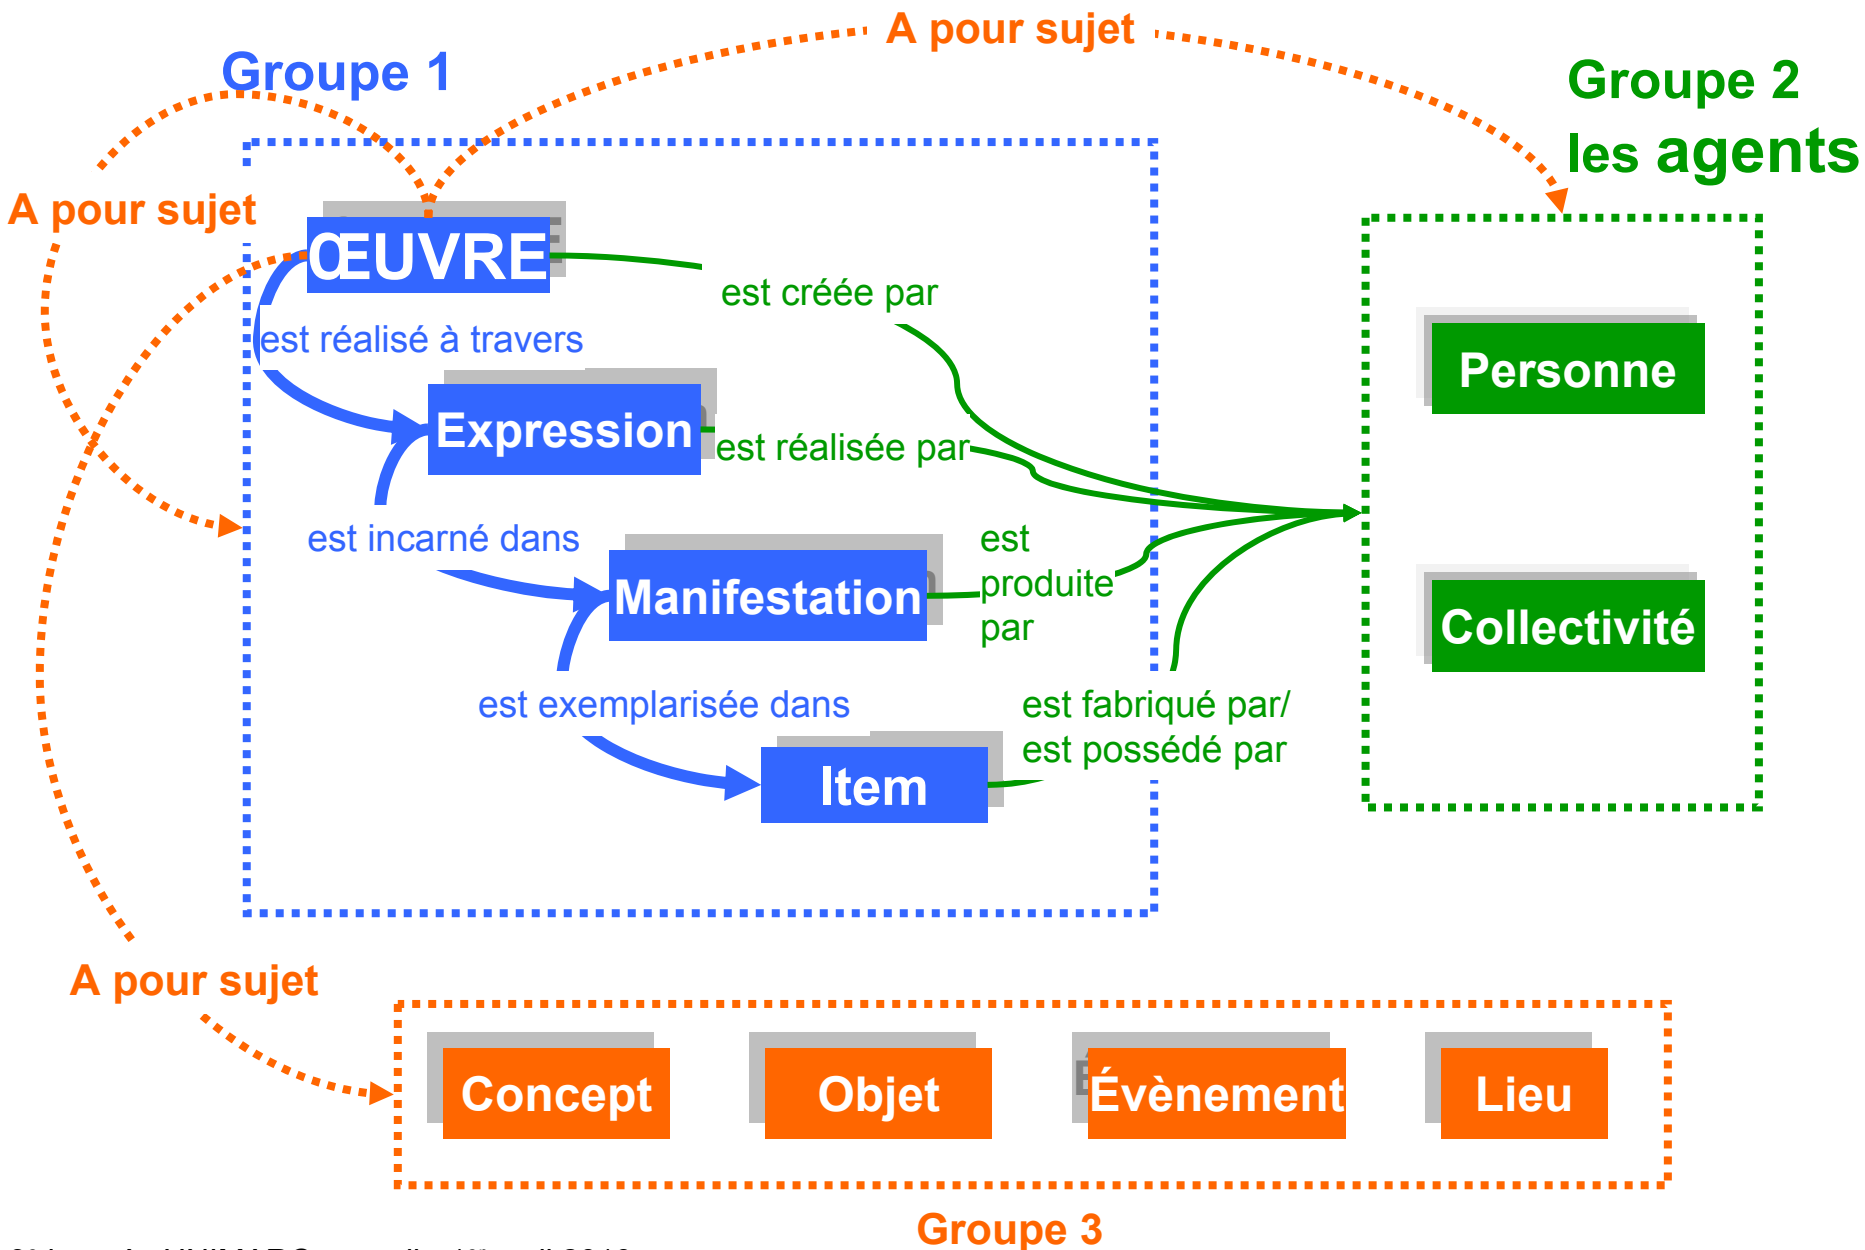 A pour sujet
Groupe 1
Groupe 2
les agents
A pour sujet
ŒUVRE
est créée par
est réalisé à travers
Personne
Expression
est réalisée par
est incarné dans
est
produite
par
Manifestation
Collectivité
est exemplarisée dans
est fabriqué par/
est possédé par
Item
A pour sujet
Concept
Objet
Évènement
Lieu
Groupe 3